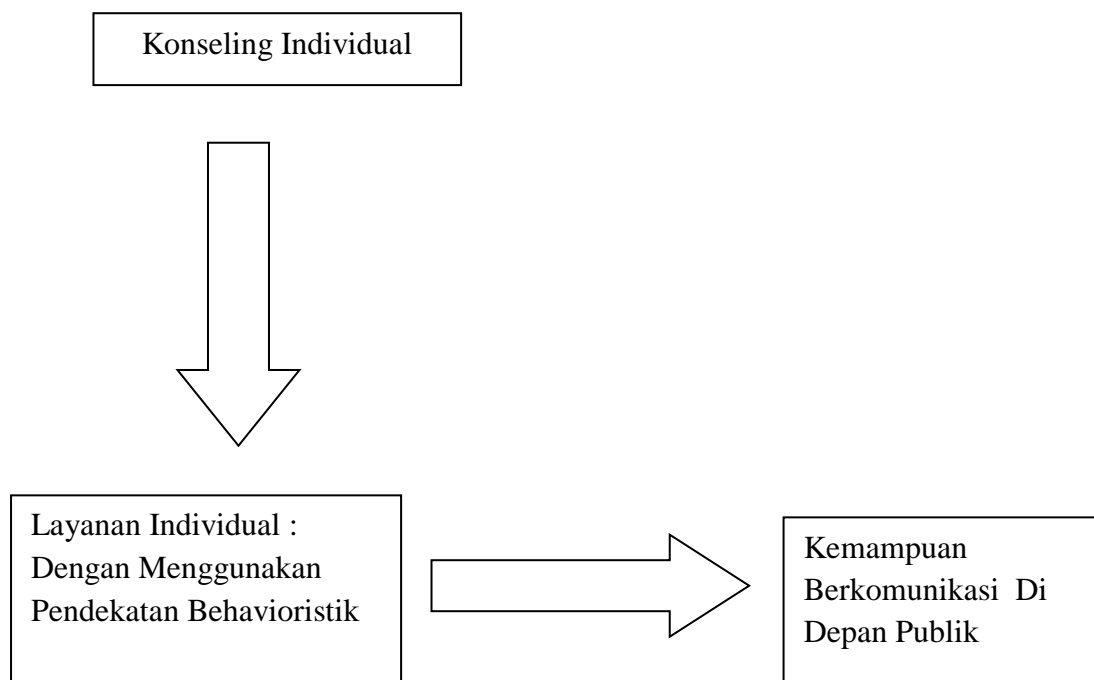 Konseling Individual
Layanan Individual :
Dengan Menggunakan
Pendekatan Behavioristik
Kemampuan
Berkomunikasi Di
Depan Publik